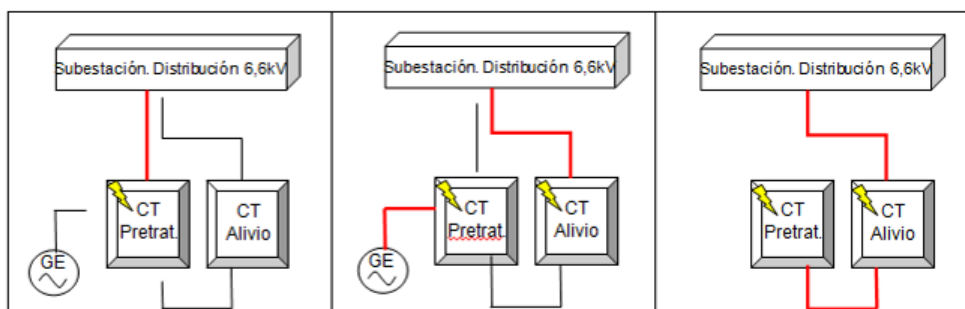 Subestación. Distribución 6,6kV
CT
Pretrat.
CT
Alivio
GE
Subestación. Distribución 6,6kV
CT
Pretrat.
CT
Alivio
GE
Subestación. Distribución 6,6kV
CT
Pretrat.
CT
Alivio